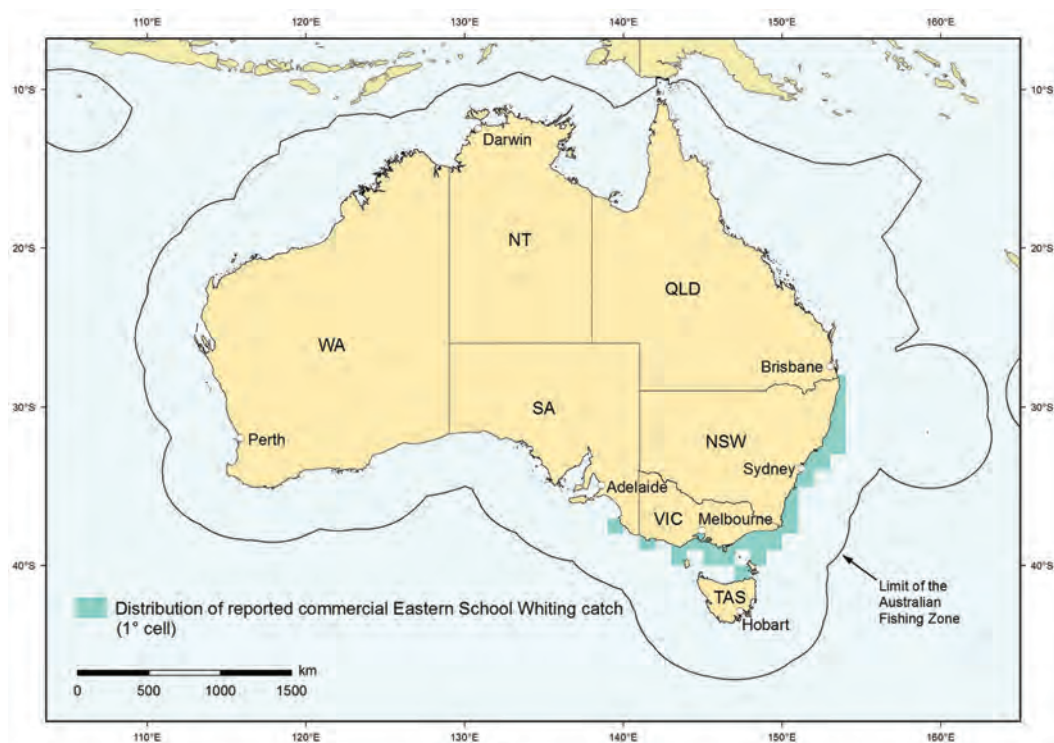 110°E 120°E 130°E 140°E 150°E 160°E
10°S 10°S
Darwin
NT
20°S 20°S
QLD
WA
Brisbane
30°S 30°S
SA
NSW
Perth
Sydney
Adelaide
VIC Melbourne
40°S 40°S
Limit of the
Australian
Fishing Zone
TAS
Hobart
Distribution of reported commercial Eastern School Whiting catch
(1° cell)
km
0 500 1000 1500
110°E 120°E 130°E 140°E 150°E 160°E